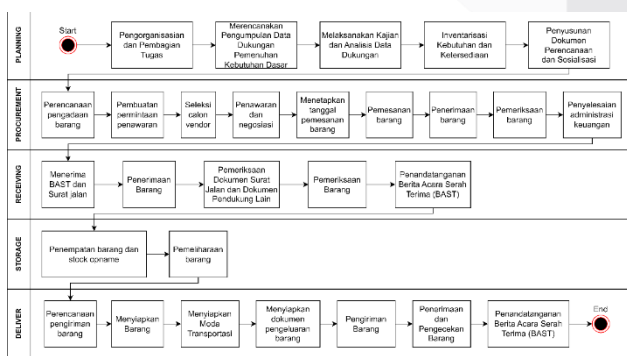 PLANNING
Start
Pengorganisasian
dan Pembagian
Tugas
Merencanakan
Pengumpulan Data
Dukungan
Pemenuhan
Kebutuhan Dasar
Melaksanakan Kajian
dan Analisis Data
Dukungan
Inventarisasi
Kebutuhan dan
Ketersediaan
Penyusunan
Dokumen
Perencanaan
dan Sosialisasi
PROCUREMENT
Perencanaan
pengadaan
barang
Pembuatan
permintaan
penawaran
Seleksi
calon
vendor
Penawaran
dan
negosiasi
Menetapkan
tanggal
pemesanan
barang
Pemesanan
barang
Penerimaan
barang
Pemeriksaan
barang
Penyelesaian
administrasi
keuangan
RECEIVING
Menerima
BAST dan
Surat jalan
Penerimaan
Barang
Pemeriksaan
Dokumen Surat
Jalan dan Dokumen
Pendukung Lain
Pemeriksaan
Barang
Penandatanganan
Berita Acara Serah
Terima (BAST)
STORAGE
Penempatan barang dan
stock opname
Pemeliharaan
barang
DELIVER
Perencanaan
pengiriman
barang
Menyiapkan
Barang
Menyiapkan
Moda
Transportasi
Menyiapkan
dokumen
pengeluaran
barang
Pengiriman
Barang
Penerimaan
dan
Pengecekan
Barang
Penandatanganan
Berita Acara Serah
Terima (BAST)
End